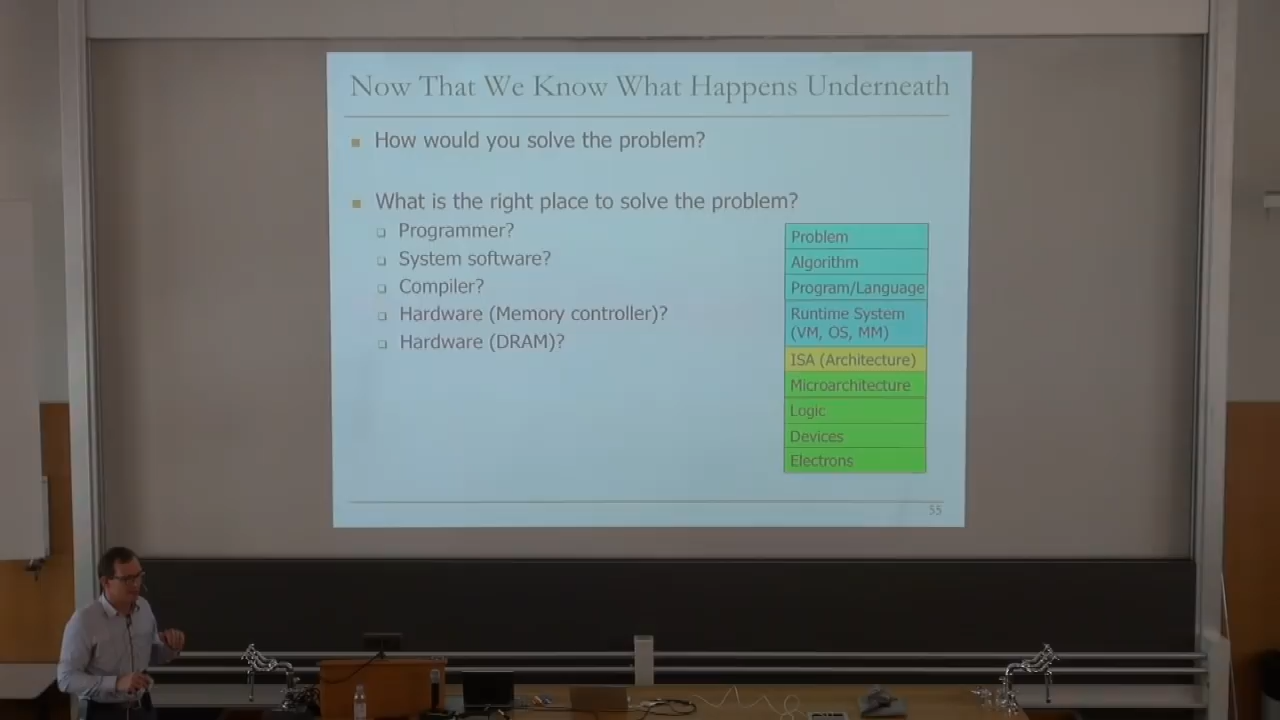 Now That We Know What Happens Underneath
How would you solve the problem?
What is the right place to solve the problem?
Programmer?
System software?
Compiler?
Hardware (Memory controller)?
Hardware (DRAM)?
Problem
Algorithm
Program/Language
Runtime System
(VM, OS, MM)
ISA (Architecture)
Microarchitecture
Logic
Devices
Electrons
55